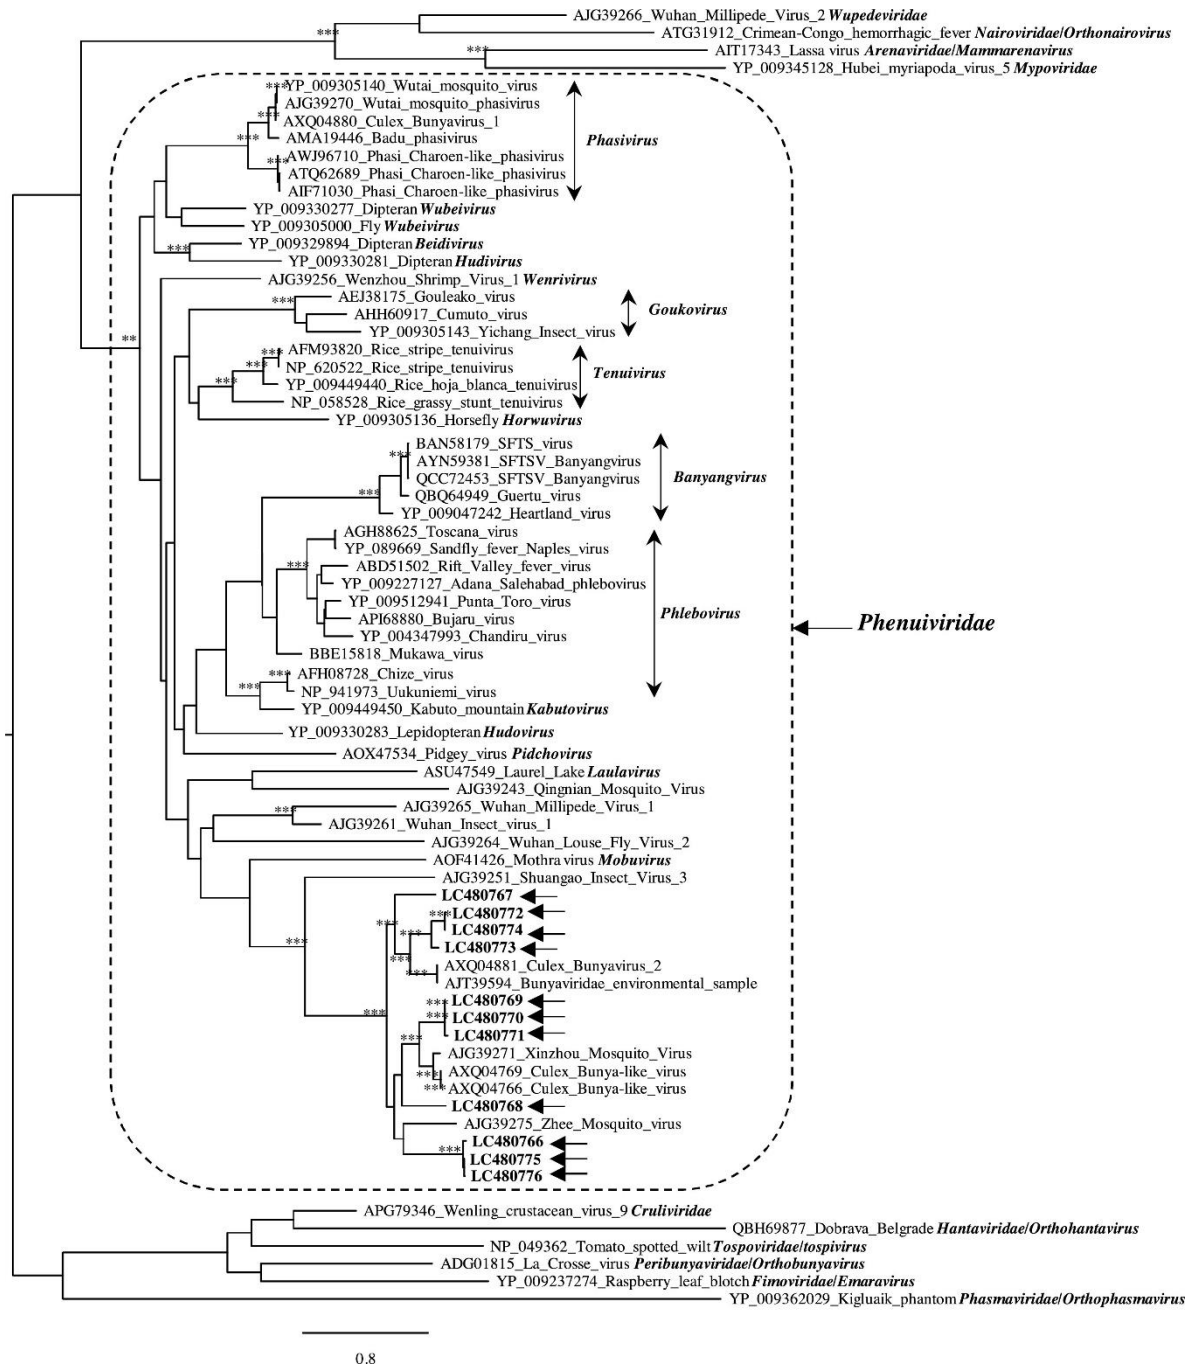 AJG39266_Wuhan_Millipede_Virus_2 Wupedeviridae
ATG31912_Crimean-Congo_hemorrhagic_fever Nairoviridae/Orthonairovirus
AIT17343_Lassa virus Arenaviridae/Mammarenavirus
YP_009345128_Hubei_myriapoda_virus_5 Mypoviridae
YP_009305140_Wutai_mosquito_virus
AJG39270_Wutai_mosquito_phasivirus
AXQ04880_Culex_Bunyavirus_1
AMA19446_Badu_phasivirus
Phasivirus
AWJ96710_Phasi_Charoen-like_phasivirus
ATQ62689_Phasi_Charoen-like_phasivirus
AIF71030_Phasi_Charoen-like_phasivirus
YP_009330277_Dipteran Wubeivirus
YP_009305000_Fly Wubeivirus
YP_009329894_Dipteran Beidivirus
YP_009330281_Dipteran Hudivirus
AJG39256_Wenzhou_Shrimp_Virus_1 Wenrivirus
AEJ38175_Gouleako_virus
AHH60917_Cumuto_virus
Goukovirus
YP_009305143_Yichang_Insect_virus
AFM93820_Rice_stripe_tenuivirus
NP_620522_Rice_stripe_tenuivirus
Tenuivirus
YP_009449440_Rice_hoja_blanca_tenuivirus
NP_058528_Rice_grassy_stunt_tenuivirus
YP_009305136_Horsefly Horwuvirus
BAN58179_SFTS_virus
AYN59381_SFTSV_Banyangvirus
QCC72453_SFTSV_Banyangvirus
Banyangvirus
QBQ64949_Guertu_virus
YP_009047242_Heartland_virus
AGH88625_Toscana_virus
YP_089669_Sandfly_fever_Naples_virus
ABD51502_Rift_Valley_fever_virus
YP_009227127_Adana_Salehabad_phlebovirus
YP_009512941_Punta_Toro_virus
Phlebovirus
API68880_Bujaru_virus
Phenuiviridae
YP_004347993_Chandiru_virus
BBE15818_Mukawa_virus
AFH08728_Chize_virus
NP_941973_Uukuniemi_virus
YP_009449450_Kabuto_mountain Kabutovirus
YP_009330283_Lepidopteran Hudovirus
AOX47534_Pidgey_virus Pidchovirus
ASU47549_Laurel_Lake Laulavirus
AJG39243_Qingnian_Mosquito_Virus
AJG39265_Wuhan_Millipede_Virus_1
AJG39261_Wuhan_Insect_virus_1
AJG39264_Wuhan_Louse_Fly_Virus_2
AOF41426_Mothra virus Mobuvirus
AJG39251_Shuangao_Insect_Virus_3
LC480767
LC480772
LC480774
LC480773
AXQ04881_Culex_Bunyavirus_2
AJT39594_Bunyaviridae_environmental_sample
LC480769
LC480770
LC480771
AJG39271_Xinzhou_Mosquito_Virus
AXQ04769_Culex_Bunya-like_virus
AXQ04766_Culex_Bunya-like_virus
LC480768
AJG39275_Zhee_Mosquito_virus
LC480766
LC480775
LC480776
APG79346_Wenling_crustacean_virus_9 Cruliviridae
QBH69877_Dobrava_Belgrade Hantaviridae/Orthohantavirus
NP_049362_Tomato_spotted_wilt Tospoviridae/tospivirus
ADG01815_La_Crosse_virus Peribunyaviridae/Orthobunyavirus
YP_009237274_Raspberry_leaf_blotch Fimoviridae/Emaravirus
YP_009362029_Kigluaik_phantom Phasmaviridae/Orthophasmavirus
0.8